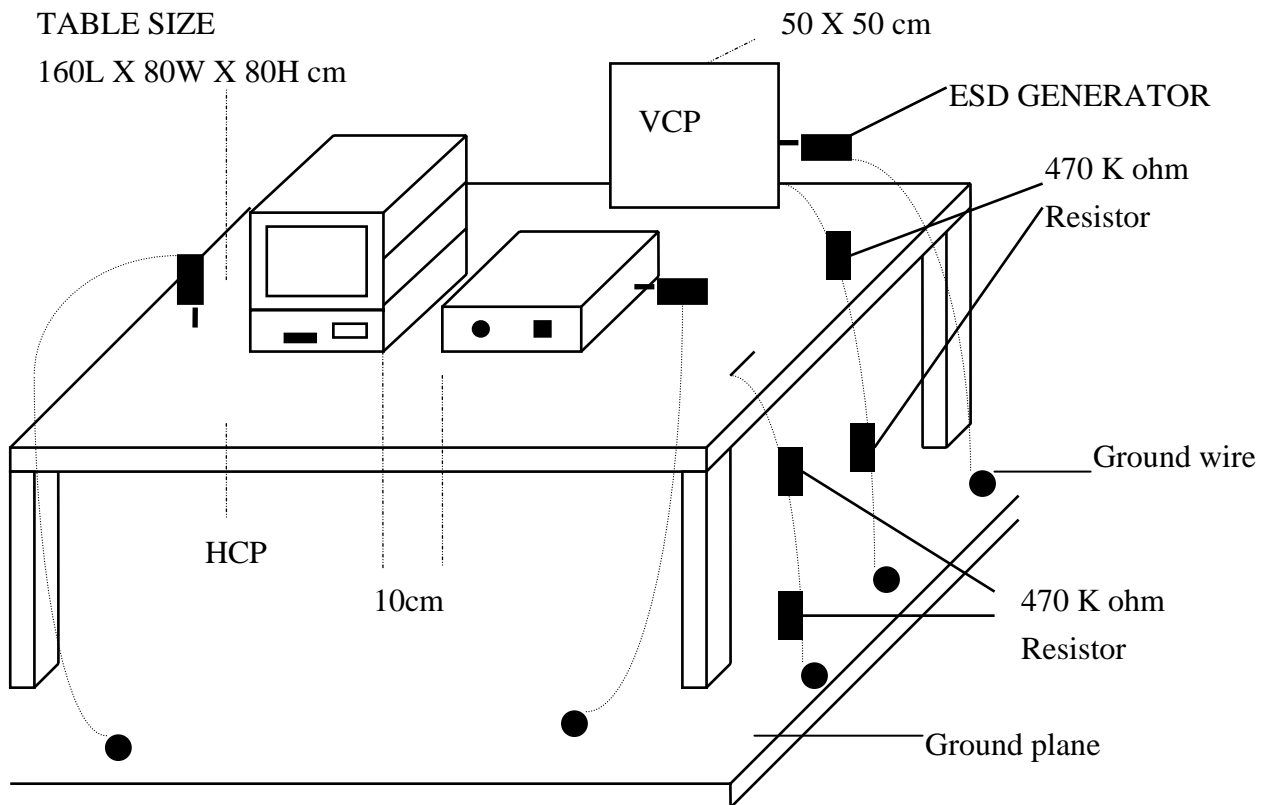 TABLE SIZE
160L X 80W X 80H cm
50 X 50 cm
VCP
ESD GENERATOR
470 K ohm
Resistor
Ground wire
HCP
10cm
470 K ohm
Resistor
Ground plane